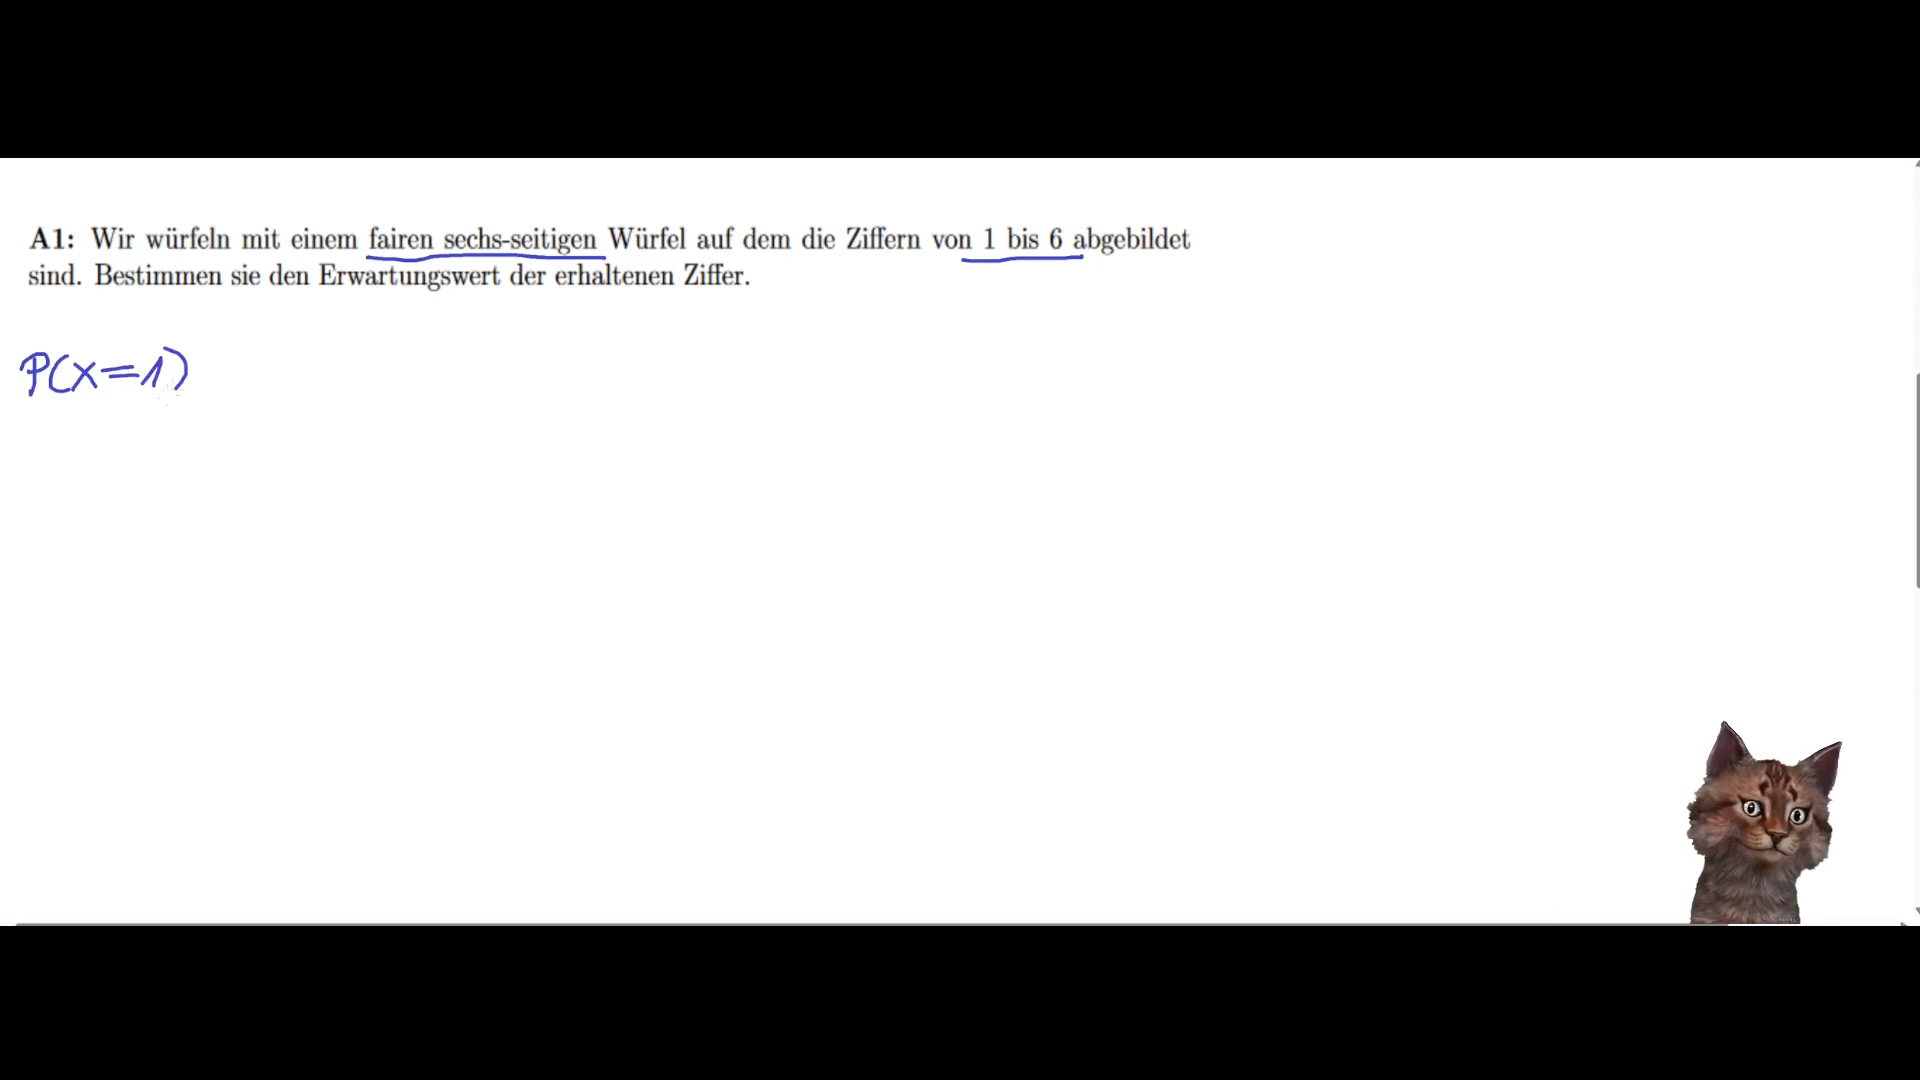 A1: Wir würfeln mit einem fairen sechs-seitigen Würfel auf dem die Ziffern von 1 bis 6 abgebildet
sind. Bestimmen sie den Erwartungswert der erhaltenen Ziffer.
P(X=1)